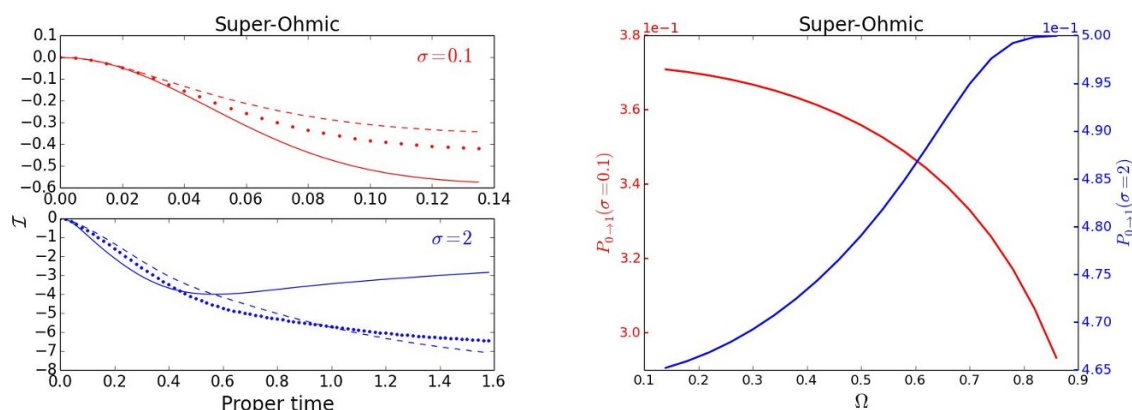 Super-Ohmic
0.1
0.0
-0.1
-0.2
-0.3
-0.4
-0.5
-0.6
σ=0.1
0.00 0.02 0.04 0.06 0.08 0.10 0.12 0.14
I
0
-1
-2
-3
-4
-5
-6
-7
-8
σ=2
0.0 0.2 0.4 0.6 0.8 1.0 1.2 1.4 1.6
Proper time
Super-Ohmic
1e-1
3.8
3.6
3.4
3.2
3.0
P0→1(σ=0.1)
1e-1
5.00
4.95
4.90
4.85
4.80
4.75
4.70
4.65
P0→1(σ=2)
0.1 0.2 0.3 0.4 0.5 0.6 0.7 0.8 0.9
Ω